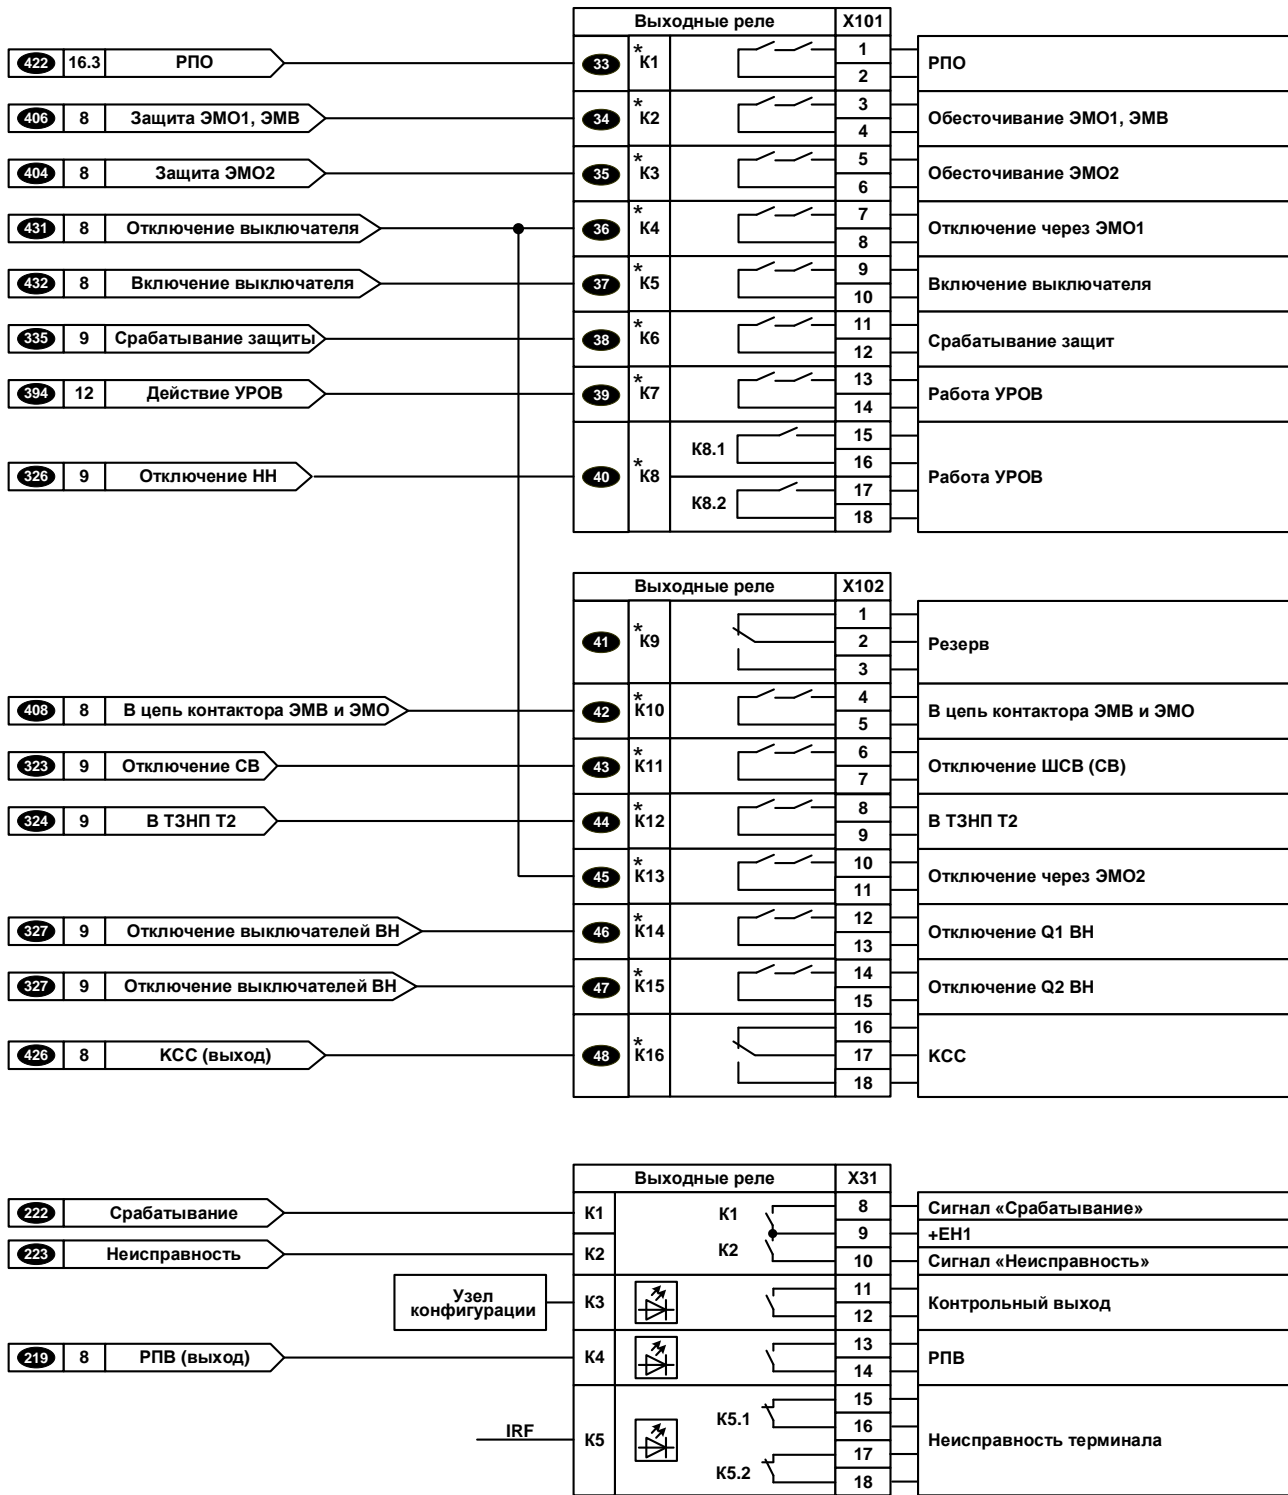 Выходные реле X101
422 16.3 РПО 33 * К1 1 2 РПО
406 8 Защита ЭМО1, ЭМВ 34 * К2 3 4 Обесточивание ЭМО1, ЭМВ
404 8 Защита ЭМО2 35 * К3 5 6 Обесточивание ЭМО2
431 8 Отключение выключателя 36 * К4 7 8 Отключение через ЭМО1
432 8 Включение выключателя 37 * К5 9 10 Включение выключателя
335 9 Срабатывание защиты 38 * К6 11 12 Срабатывание защит
394 12 Действие УРОВ 39 * К7 13 14 Работа УРОВ
326 9 Отключение НН 40 * К8 К8.1 15 16 К8.2 17 18 Работа УРОВ
Выходные реле X102
41 * К9 1 2 3 Резерв
408 8 В цепь контактора ЭМВ и ЭМО 42 * К10 4 5 В цепь контактора ЭМВ и ЭМО
323 9 Отключение СВ 43 * К11 6 7 Отключение ШСВ (СВ)
324 9 В ТЗНП Т2 44 * К12 8 9 В ТЗНП Т2
45 * К13 10 11 Отключение через ЭМО2
327 9 Отключение выключателей ВН 46 * К14 12 13 Отключение Q1 ВН
327 9 Отключение выключателей ВН 47 * К15 14 15 Отключение Q2 ВН
426 8 КСС (выход) 48 * К16 16 17 18 КСС
Выходные реле X31
222 Срабатывание К1 К1 8 Сигнал «Срабатывание»
9 +ЕН1
223 Неисправность К2 К2 10 Сигнал «Неисправность»
Узел
конфигурации К3 11 12 Контрольный выход
219 8 РПВ (выход) К4 13 14 РПВ
IRF К5 К5.1 15 16 К5.2 17 18 Неисправность терминала